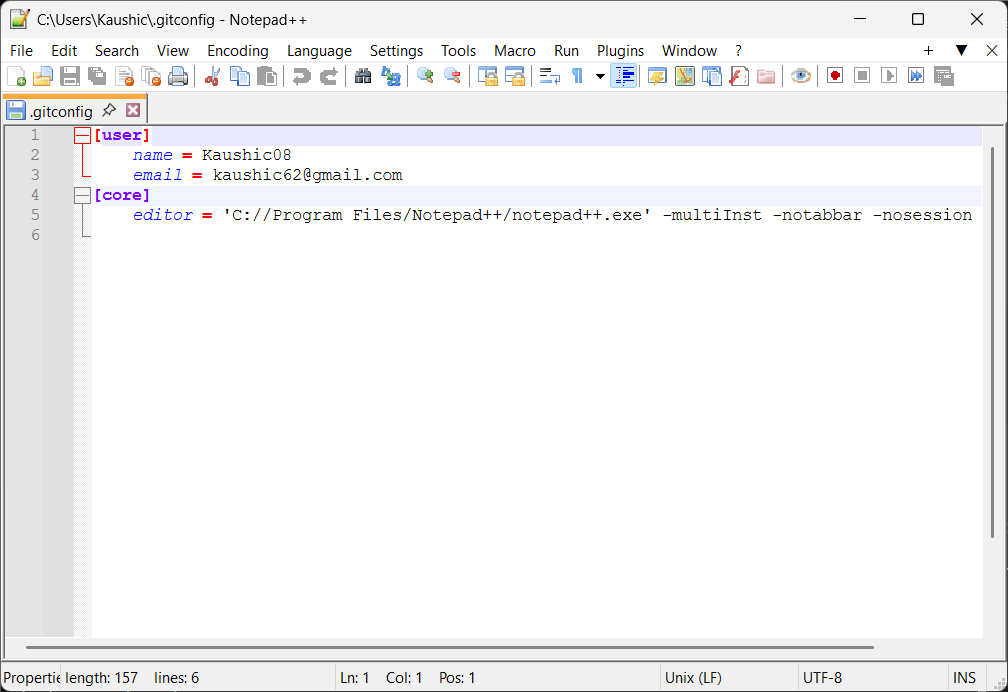 C:\Users\Kaushic\.gitconfig - Notepad++
File Edit Search View Encoding Language Settings Tools Macro Run Plugins Window ? + ▼ X
.gitconfig
1 [user]
2 name = Kaushic08
3 email = kaushic62@gmail.com
4 [core]
5 editor = 'C://Program Files/Notepad++/notepad++.exe' -multiInst -notabbar -nosession
6
Properti length: 157 lines: 6 Ln: 1 Col: 1 Pos: 1 Unix (LF) UTF-8 INS